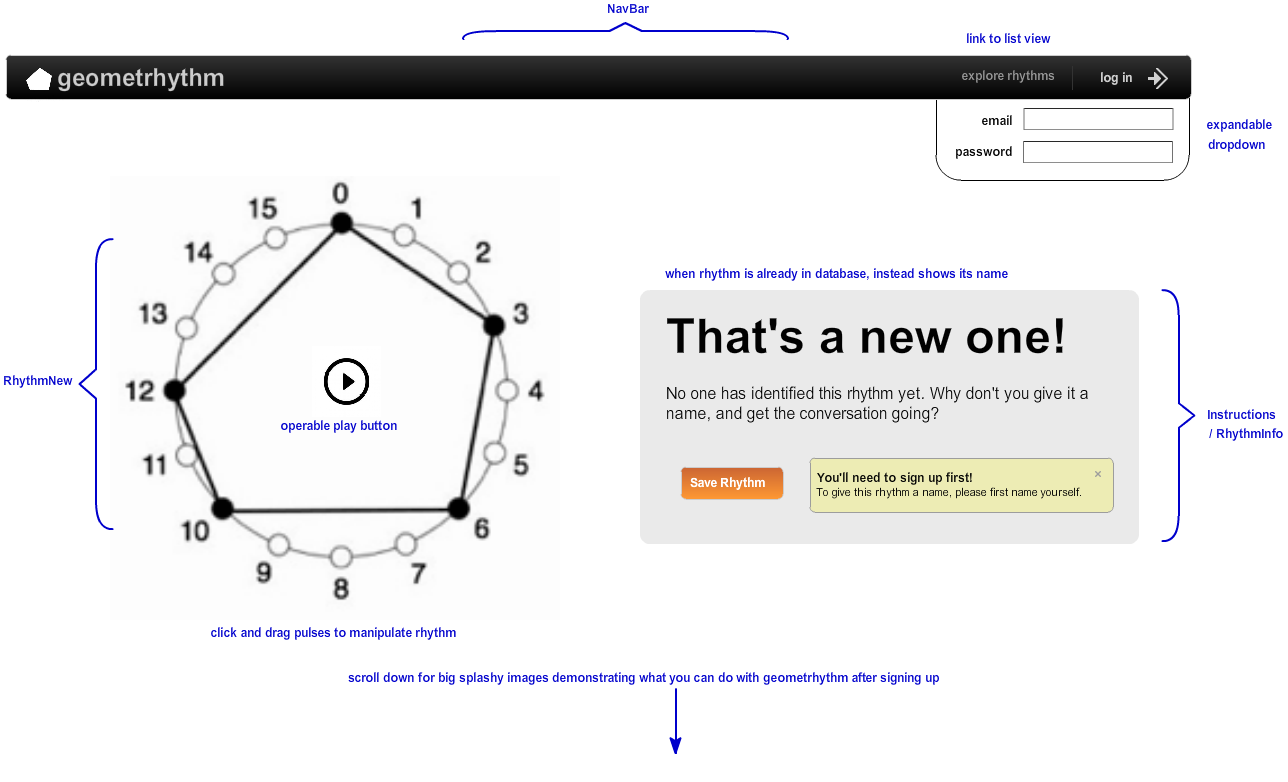 NavBar
link to list view
geometrhythm
explore rhythms
log in
email
password
expandable
dropdown
0
15
1
14
2
13
3
when rhythm is already in database, instead shows its name
That's a new one!
RhythmNew
12
4
No one has identified this rhythm yet. Why don't you give it a
name, and get the conversation going?
operable play button
Instructions
/ RhythmInfo
11
5
Save Rhythm
You'll need to sign up first!
×
To give this rhythm a name, please first name yourself.
10
6
9
7
8
click and drag pulses to manipulate rhythm
scroll down for big splashy images demonstrating what you can do with geometrhythm after signing up